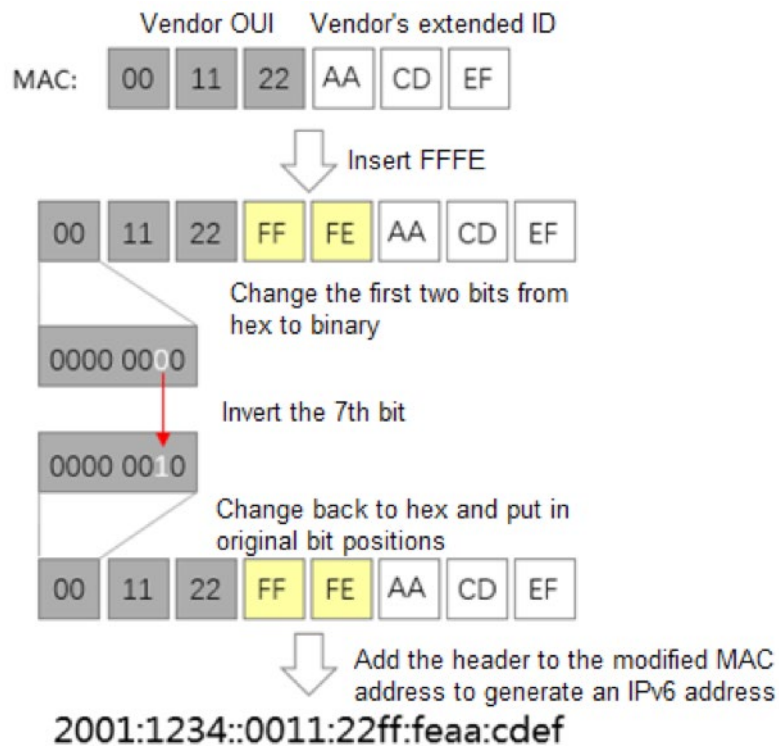 Vendor OUI Vendor's extended ID
MAC: 00 11 22 AA CD EF
Insert FFFE
00 11 22 FF FE AA CD EF
Change the first two bits from
hex to binary
0000 0000
Invert the 7th bit
0000 0010
Change back to hex and put in
original bit positions
00 11 22 FF FE AA CD EF
Add the header to the modified MAC
address to generate an IPv6 address
2001:1234::0011:22ff:feaa:cdef